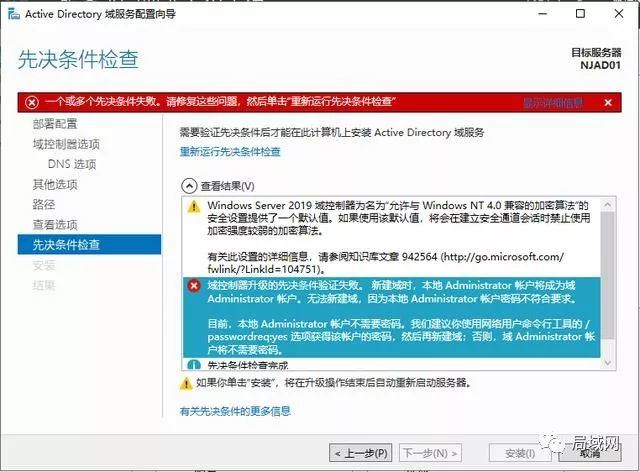 Active Directory 域服务配置向导
先决条件检查
目标服务器
NJAD01
一个或多个先决条件失败。请修复这些问题，然后单击“重新运行先决条件检查”
显示详细信息
部署配置
域控制器选项
DNS 选项
其他选项
路径
查看选项
先决条件检查
安装
结果
需要验证先决条件后才能在此计算机上安装 Active Directory 域服务
重新运行先决条件检查
查看结果(V)
Windows Server 2019 域控制器为名为“允许与 Windows NT 4.0 兼容的加密算法”的
安全设置提供了一个默认值。如果使用该默认值，将会在建立安全通道会话时禁止使用
加密强度较弱的加密算法。
有关此设置的详细信息，请参阅知识库文章 942564 (http://go.microsoft.com/
fwlink/?LinkId=104751)。
域控制器升级的先决条件验证失败。 新建域时，本地 Administrator 帐户将成为域
Administrator 帐户。无法新建域，因为本地 Administrator 帐户密码不符合要求。
目前，本地 Administrator 帐户不需要密码。我们建议你使用网络用户命令行工具的 /
passwordreq:yes 选项获得该帐户的密码，然后再新建域；否则，域 Administrator 帐
户将不需要密码。
先决条件检查完成
如果你单击“安装”，将在升级操作结束后自动重新启动服务器。
有关先决条件的更多信息
< 上一步(P)
下一步(N) >
安装(I)
取消
局域网